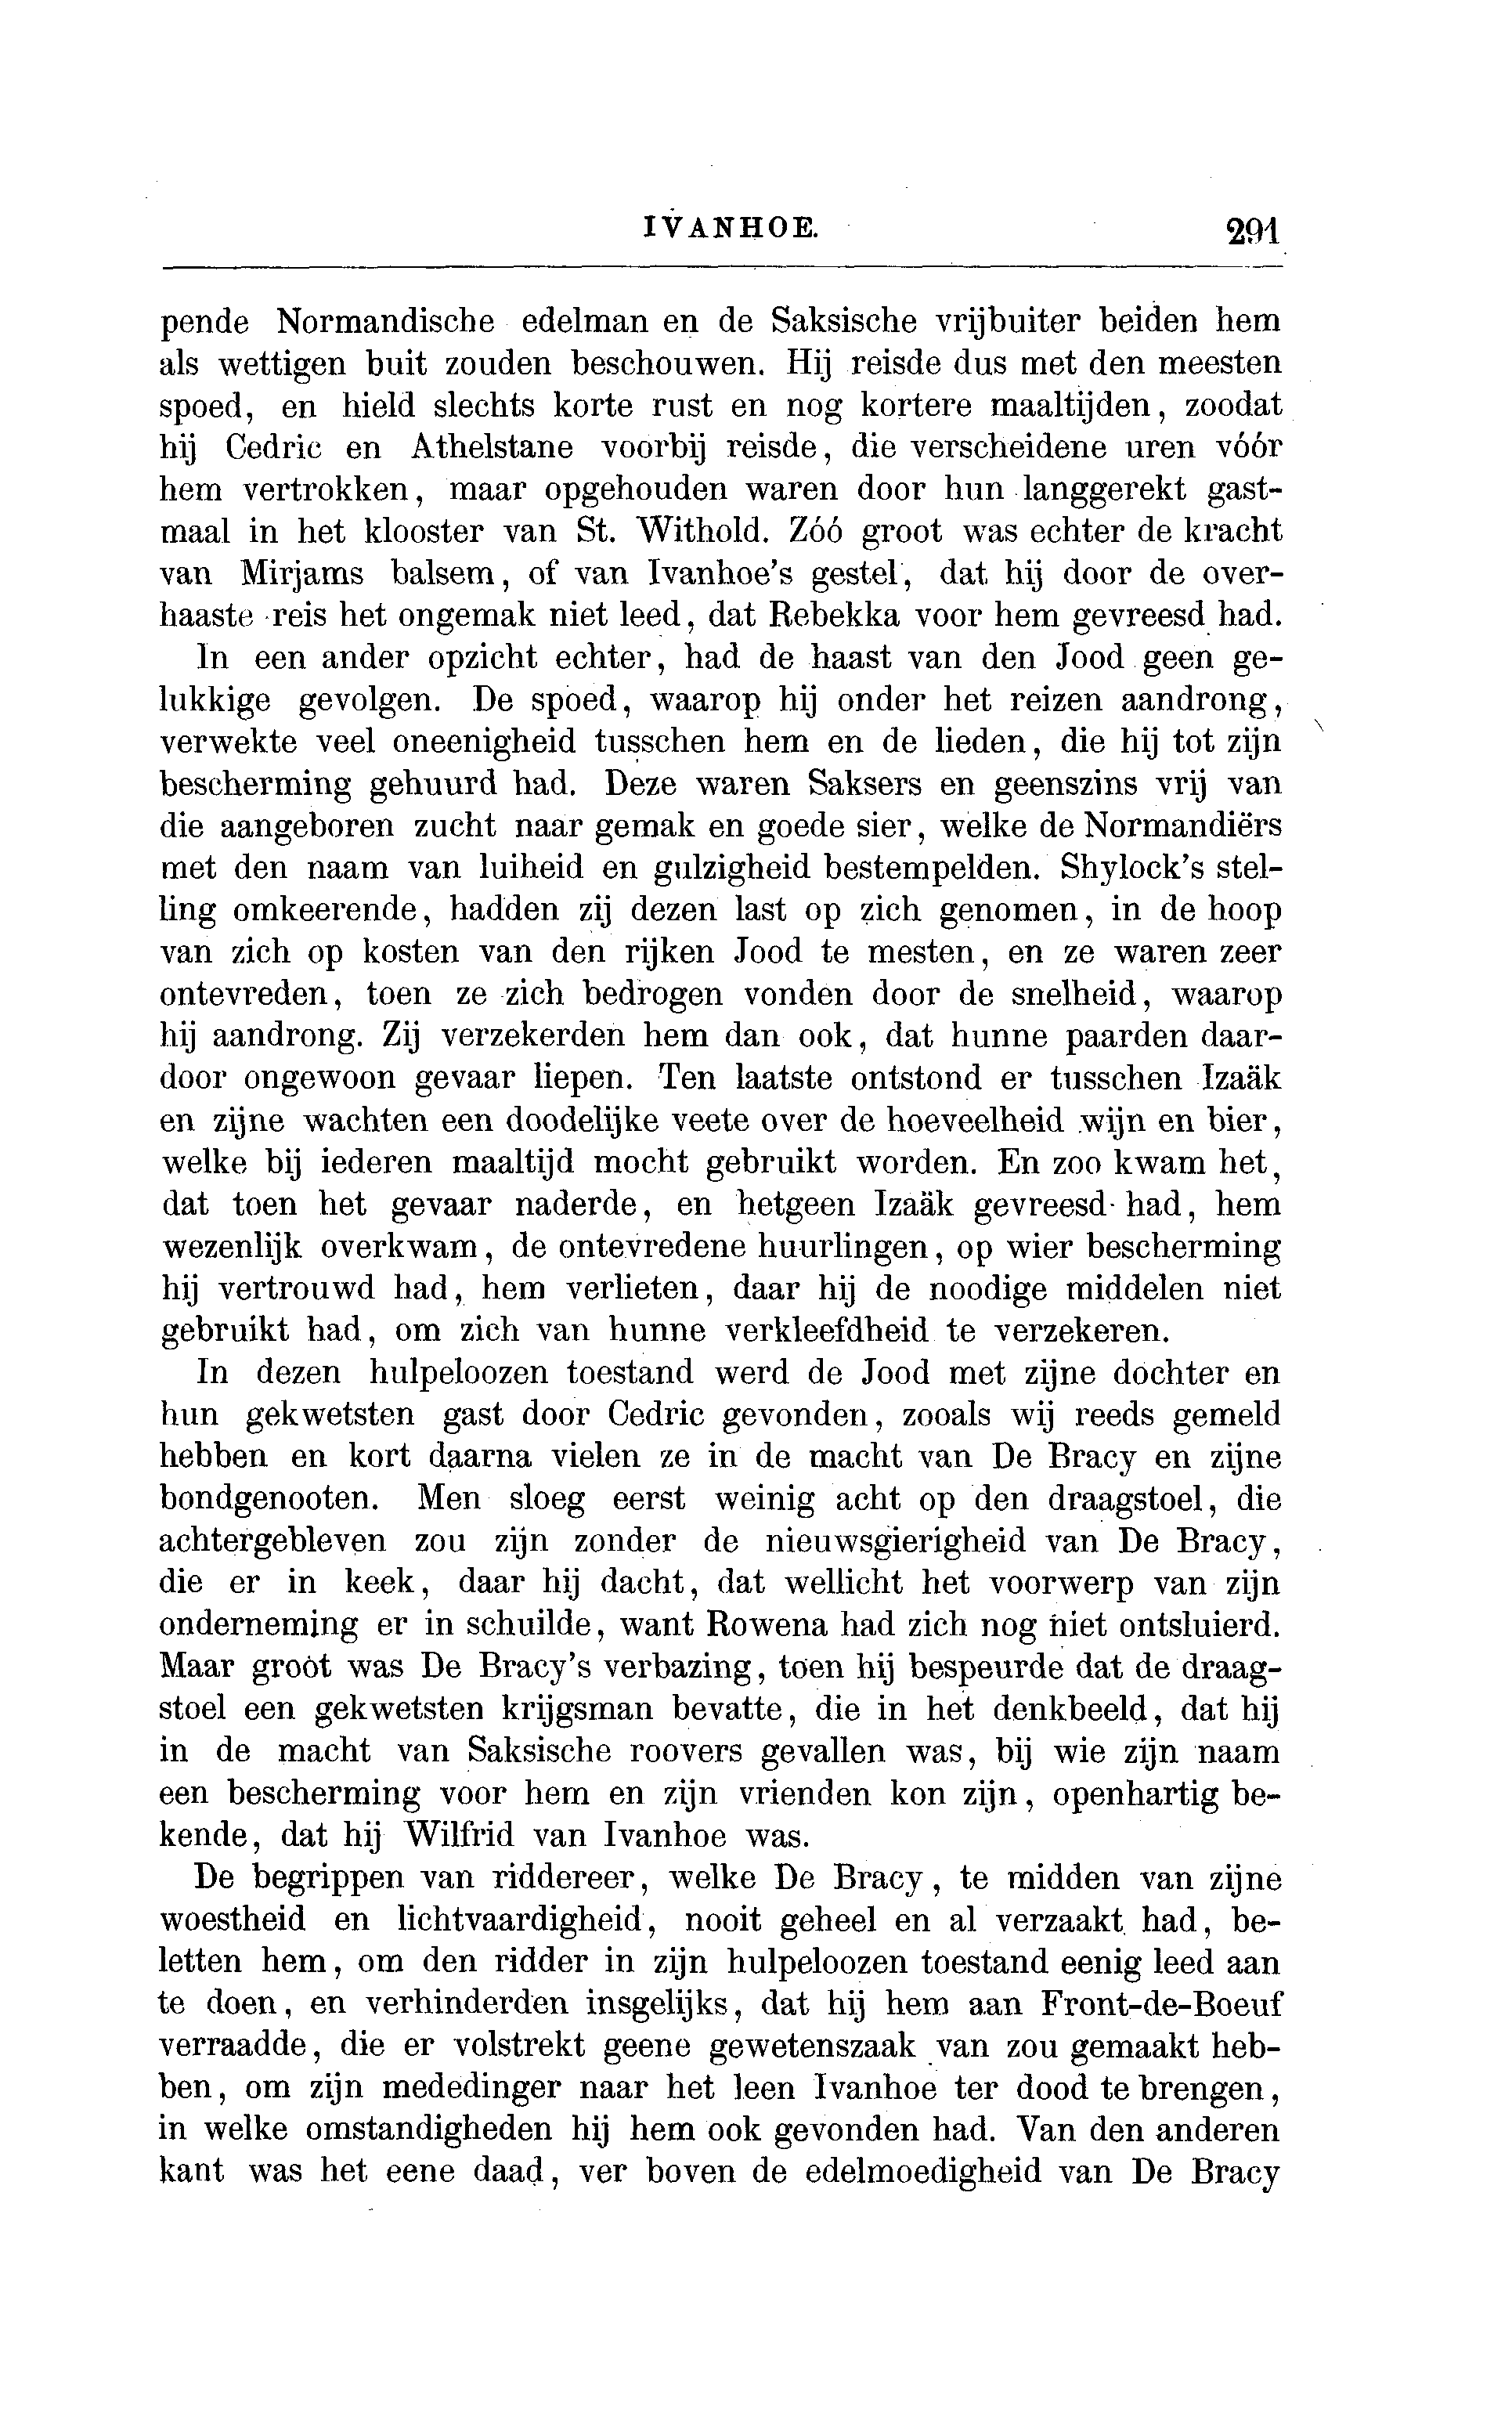 IVANHOE. 291
pende Normandische edelman en de Saksische vrijbuiter beiden hem
als wettigen buit zouden beschouwen. Hij reisde dus met den meesten
spoed, en hield slechts korte rust en nog kortere maaltijden, zoodat
hij Cedric en Athelstane voorbij reisde, die verscheidene uren vóór
hem vertrokken, maar opgehouden waren door hun langgerekt gast-
maal in het klooster van St. Withold. Zóó groot was echter de kracht
van Mirjams balsem, of van Ivanhoe's gestel, dat hij door de over-
haaste reis het ongemak niet leed, dat Rebekka voor hem gevreesd had.
In een ander opzicht echter, had de haast van den Jood geen ge-
lukkige gevolgen. De spoed, waarop hij onder het reizen aandrong,
verwekte veel oneenigheid tusschen hem en de lieden, die hij tot zijn
bescherming gehuurd had. Deze waren Saksers en geenszins vrij van
die aangeboren zucht naar gemak en goede sier, welke de Normandiërs
met den naam van luiheid en gulzigheid bestempelden. Shylock's stel-
ling omkeerende, hadden zij dezen last op zich genomen, in de hoop
van zich op kosten van den rijken Jood te mesten, en ze waren zeer
ontevreden, toen ze zich bedrogen vonden door de snelheid, waarop
hij aandrong. Zij verzekerden hem dan ook, dat hunne paarden daar-
door ongewoon gevaar liepen. Ten laatste ontstond er tusschen Izaäk
en zijne wachten een doodelijke veete over de hoeveelheid wijn en bier,
welke bij iederen maaltijd mocht gebruikt worden. En zoo kwam het,
dat toen het gevaar naderde, en hetgeen Izaäk gevreesd had, hem
wezenlijk overkwam, de ontevredene huurlingen, op wier bescherming
hij vertrouwd had, hem verlieten, daar hij de noodige middelen niet
gebruikt had, om zich van hunne verkleefdheid te verzekeren.
In dezen hulpeloozen toestand werd de Jood met zijne dochter en
hun gekwetsten gast door Cedric gevonden, zooals wij reeds gemeld
hebben en kort daarna vielen ze in de macht van De Bracy en zijne
bondgenooten. Men sloeg eerst weinig acht op den draagstoel, die
achtergebleven zou zijn zonder de nieuwsgierigheid van De Bracy,
die er in keek, daar hij dacht, dat wellicht het voorwerp van zijn
onderneming er in schuilde, want Rowena had zich nog niet ontsluierd.
Maar groot was De Bracy's verbazing, toen hij bespeurde dat de draag-
stoel een gekwetsten krijgsman bevatte, die in het denkbeeld, dat hij
in de macht van Saksische roovers gevallen was, bij wie zijn naam
een bescherming voor hem en zijn vrienden kon zijn, openhartig be-
kende, dat hij Wilfrid van Ivanhoe was.
De begrippen van riddereer, welke De Bracy, te midden van zijne
woestheid en lichtvaardigheid, nooit geheel en al verzaakt had, be-
letten hem, om den ridder in zijn hulpeloozen toestand eenig leed aan
te doen, en verhinderden insgelijks, dat hij hem aan Front-de-Boeuf
verraadde, die er volstrekt geene gewetenszaak van zou gemaakt heb-
ben, om zijn mededinger naar het leen Ivanhoe ter dood te brengen,
in welke omstandigheden hij hem ook gevonden had. Van den anderen
kant was het eene daad, ver boven de edelmoedigheid van De Bracy